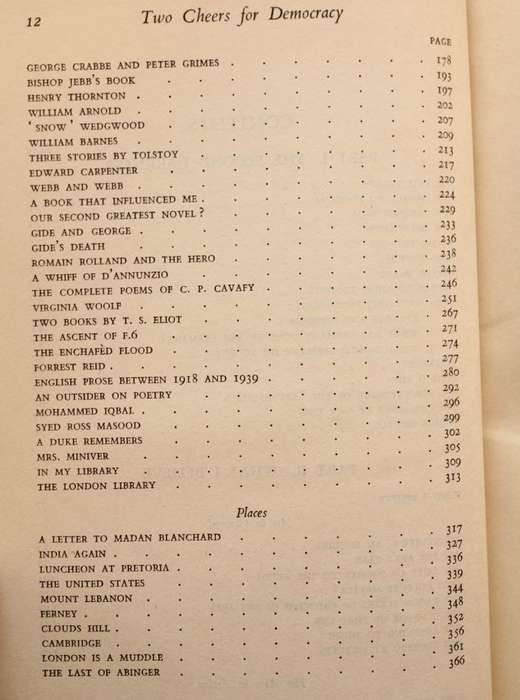 12 Two Cheers for Democracy
PAGE
GEORGE CRABBE AND PETER GRIMES . . . . . . . 178
BISHOP JEBB'S BOOK . . . . . . . . 193
HENRY THORNTON . . . . . . . . . 197
WILLIAM ARNOLD . . . . . . . . . 202
'SNOW' WEDGWOOD . . . . . . . . 207
WILLIAM BARNES . . . . . . . . . 209
THREE STORIES BY TOLSTOY . . . . . . . 213
EDWARD CARPENTER . . . . . . . . 217
WEBB AND WEBB . . . . . . . . . 220
A BOOK THAT INFLUENCED ME . . . . . . . 224
OUR SECOND GREATEST NOVEL? . . . . . . . 229
GIDE AND GEORGE . . . . . . . . . 233
GIDE'S DEATH . . . . . . . . . 236
ROMAIN ROLLAND AND THE HERO . . . . . . . 238
A WHIFF OF D'ANNUNZIO . . . . . . . . 242
THE COMPLETE POEMS OF C. P. CAVAFY . . . . . . 246
VIRGINIA WOOLF . . . . . . . . . 251
TWO BOOKS BY T. S. ELIOT . . . . . . . 267
THE ASCENT OF F.6 . . . . . . . . 271
THE ENCHAFÈD FLOOD . . . . . . . . 274
FORREST REID . . . . . . . . . . 277
ENGLISH PROSE BETWEEN 1918 AND 1939 . . . . . . 280
AN OUTSIDER ON POETRY . . . . . . . . 292
MOHAMMED IQBAL . . . . . . . . . 296
SYED ROSS MASOOD . . . . . . . . 299
A DUKE REMEMBERS . . . . . . . . 302
MRS. MINIVER . . . . . . . . . 305
IN MY LIBRARY . . . . . . . . 309
THE LONDON LIBRARY . . . . . . . . 313
Places
A LETTER TO MADAN BLANCHARD . . . . . . . 317
INDIA AGAIN . . . . . . . . . . 327
LUNCHEON AT PRETORIA . . . . . . . . 336
THE UNITED STATES . . . . . . . . . 339
MOUNT LEBANON . . . . . . . . . 344
FERNEY . . . . . . . . . . . 348
CLOUDS HILL . . . . . . . . . . 352
CAMBRIDGE . . . . . . . . . . 356
LONDON IS A MUDDLE . . . . . . . . 361
THE LAST OF ABINGER . . . . . . . . 366